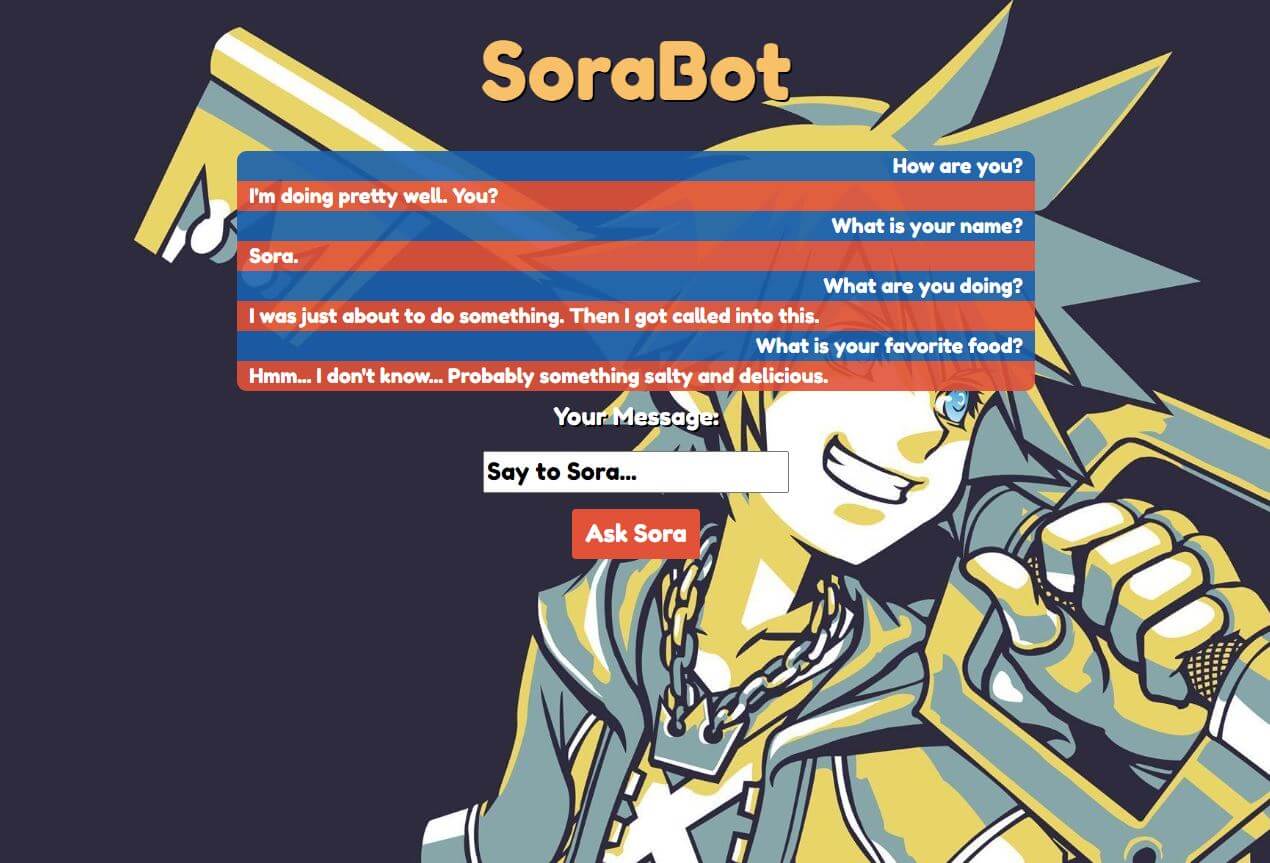 SoraBot
How are you?
I'm doing pretty well. You?
What is your name?
Sora.
What are you doing?
I was just about to do something. Then I got called into this.
What is your favorite food?
Hmm... I don't know... Probably something salty and delicious.
Your Message:
Say to Sora...
Ask Sora